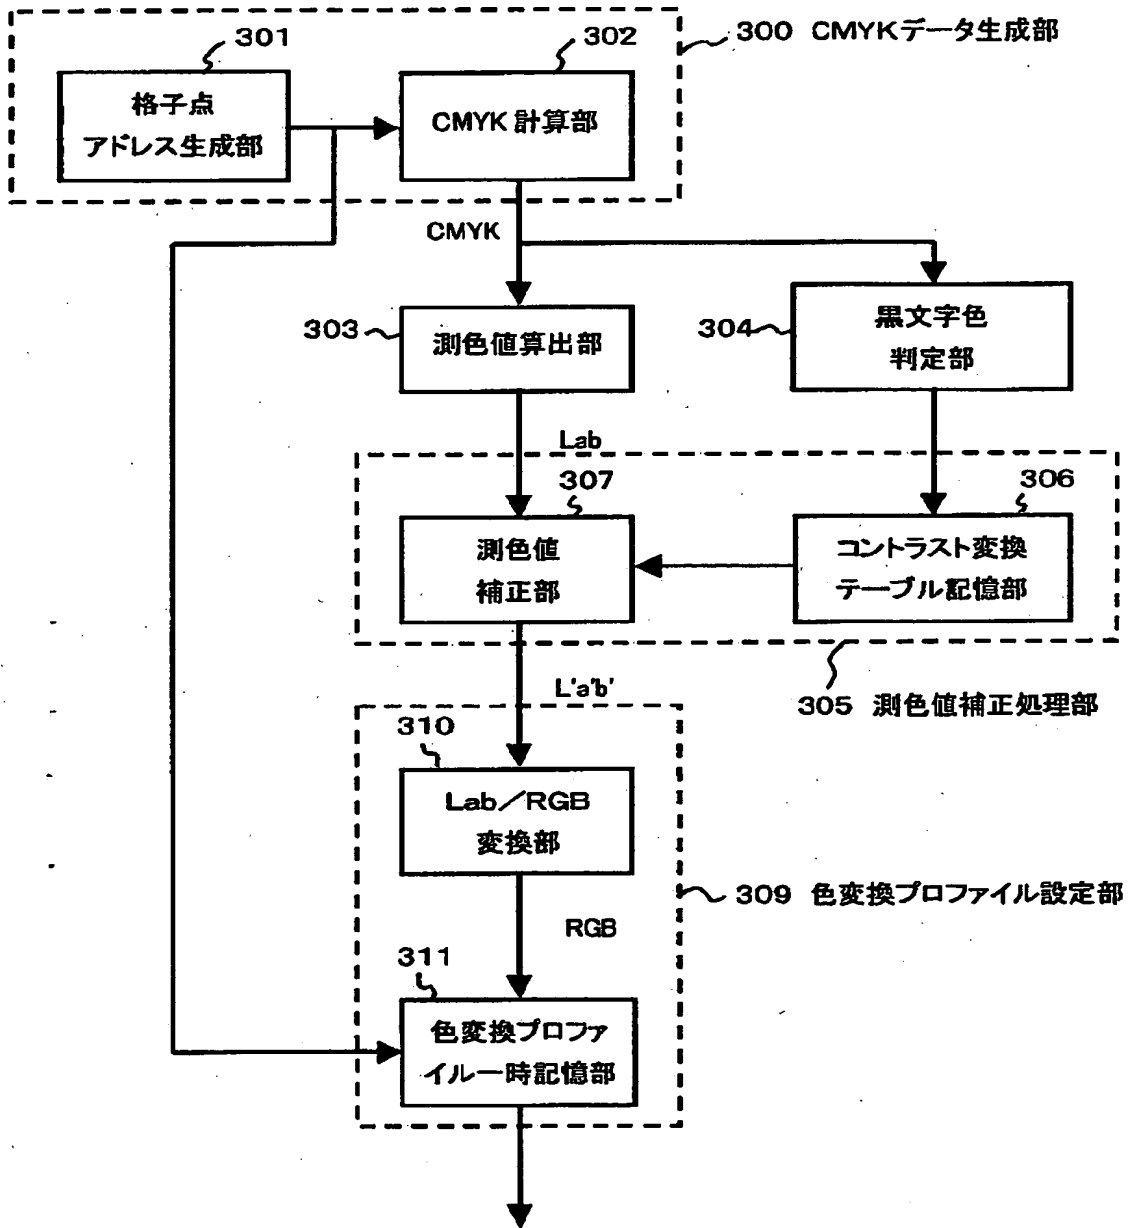 301
302
300 CMYKデータ生成部
格子点
アドレス生成部
CMYK 計算部
CMYK
303
測色値算出部
304
黒文字色
判定部
Lab
307
306
測色値
補正部
コントラスト変換
テーブル記憶部
L'a'b'
305 測色値補正処理部
310
Lab/RGB
変換部
309 色変換プロファイル設定部
RGB
311
色変換プロファ
イル一時記憶部